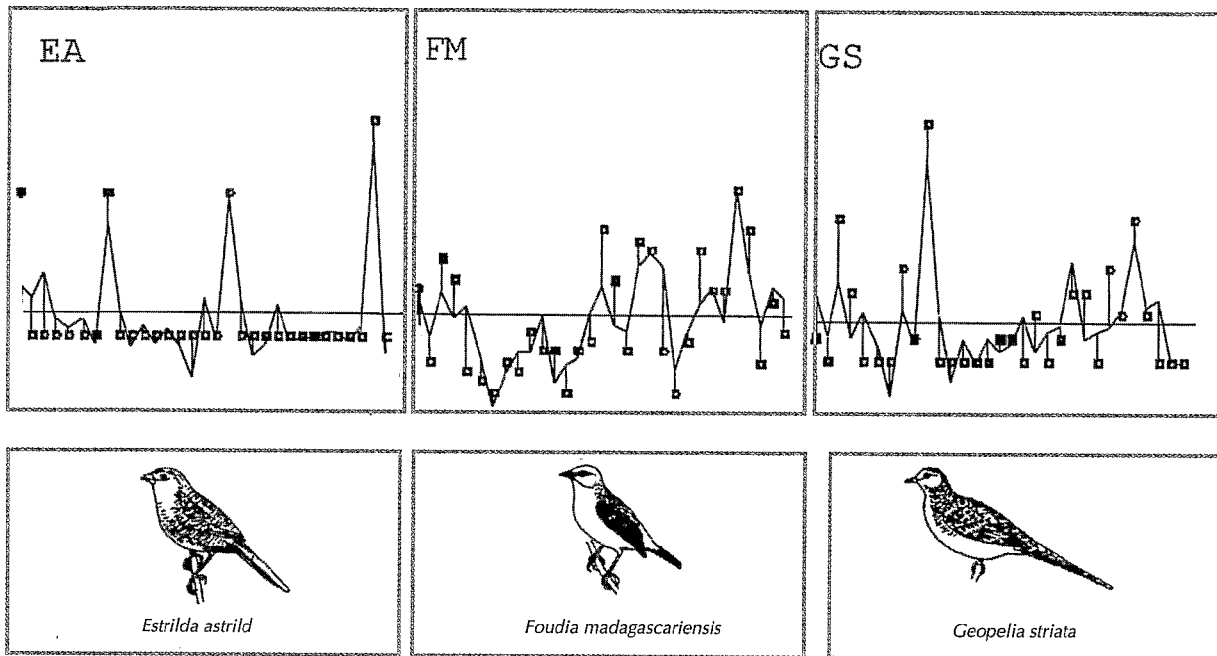 EA
FM
GS
Estrilda astrild
Foudia madagascariensis
Geopelia striata